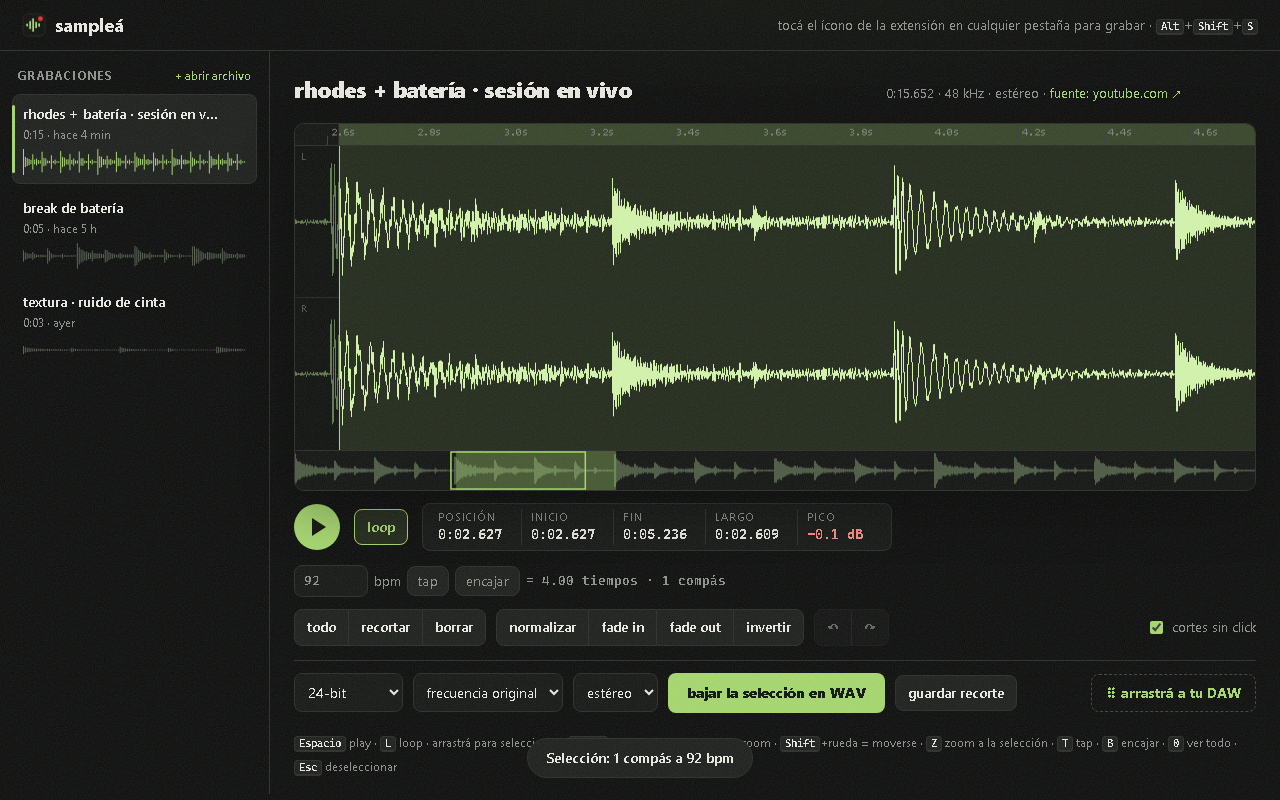 sampleá
tocá el ícono de la extensión en cualquier pestaña para grabar · Alt+Shift+S
GRABACIONES
+ abrir archivo
rhodes + batería · sesión en v...
0:15 · hace 4 min
break de batería
0:05 · hace 5 h
textura · ruido de cinta
0:03 · ayer
rhodes + batería · sesión en vivo
0:15.652 · 48 kHz · estéreo · fuente: youtube.com ↗
2.6s 2.8s 3.0s 3.2s 3.4s 3.6s 3.8s 4.0s 4.2s 4.4s 4.6s
L
R
loop
POSICIÓN INICIO FIN LARGO PICO
0:02.627 0:02.627 0:05.236 0:02.609 −0.1 dB
92 bpm tap encajar = 4.00 tiempos · 1 compás
todo recortar borrar normalizar fade in fade out invertir ↶ ↷ cortes sin click
24-bit frecuencia original estéreo bajar la selección en WAV guardar recorte ⠿ arrastrá a tu DAW
Espacio play · L loop · arrastrá para selecci oom · Shift+rueda = moverse · Z zoom a la selección · T tap · B encajar · 0 ver todo ·
Selección: 1 compás a 92 bpm
Esc deseleccionar